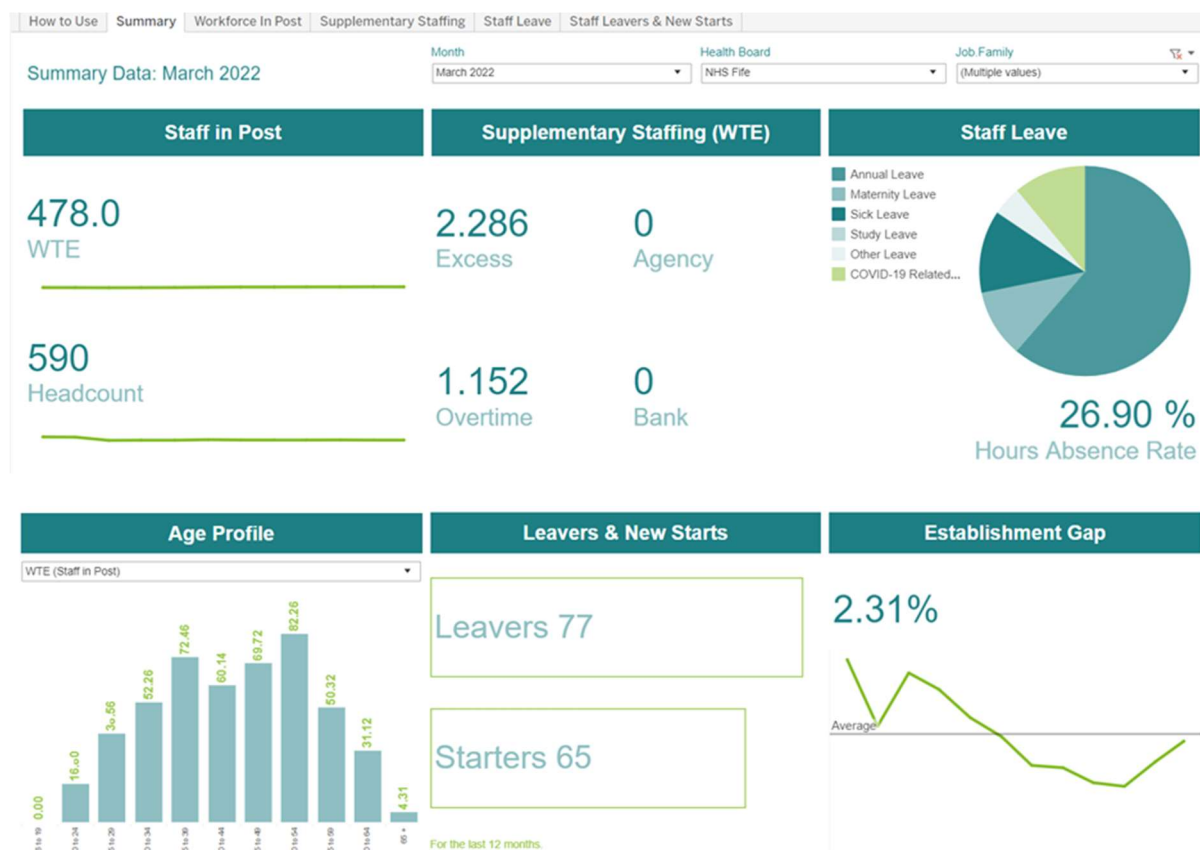 How to Use
Summary
Workforce In Post
Supplementary Staffing
Staff Leave
Staff Leavers & New Starts
Summary Data: March 2022
Month
March 2022
Health Board
NHS Fife
Job.Family
(Multiple values)
Staff in Post
478.0
WTE
590
Headcount
Supplementary Staffing (WTE)
2.286
Excess
0
Agency
1.152
Overtime
0
Bank
Staff Leave
Annual Leave
Maternity Leave
Sick Leave
Study Leave
Other Leave
COVID-19 Related...
26.90 %
Hours Absence Rate
Age Profile
WTE (Staff in Post)
0.00
52.26
72.46
60.14
69.72
82.26
50.32
31.12
4.31
65 +
Leavers & New Starts
Leavers 77
Starters 65
For the last 12 months.
Establishment Gap
2.31%
Average